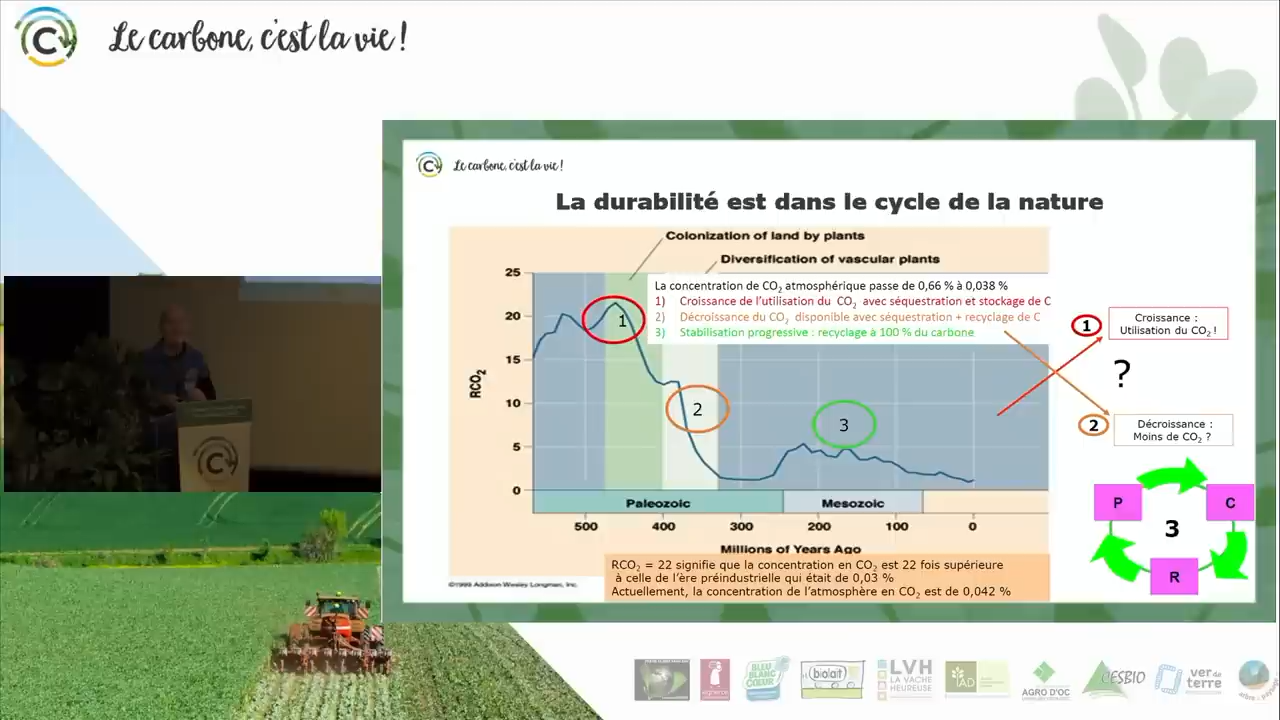 Le carbone, c'est la vie !
Le carbone, c'est la vie !
La durabilité est dans le cycle de la nature
Colonization of land by plants
Diversification of vascular plants
La concentration de CO₂ atmosphérique passe de 0,66 % à 0,038 %
1) Croissance de l'utilisation du CO₂ avec séquestration et stockage de C
2) Décroissance du CO₂ disponible avec séquestration + recyclage de C
3) Stabilisation progressive : recyclage à 100 % du carbone
25
20
15
10
5
0
RCO₂
1
2
3
Paleozoic
Mesozoic
500
400
300
200
100
0
Millions of Years Ago
©1999 Addison Wesley Longman, Inc.
RCO₂ = 22 signifie que la concentration en CO₂ est 22 fois supérieure
à celle de l'ère préindustrielle qui était de 0,03 %
Actuellement, la concentration de l'atmosphère en CO₂ est de 0,042 %
1
Croissance :
Utilisation du CO₂ !
?
2
Décroissance :
Moins de CO₂ ?
P
C
3
R
C
BLEU
BLANC
CŒUR
biolait
LVH
LA VACHE
HEUREUSE
IAD
AGRO D'OC
CESBIO
ver de
terre